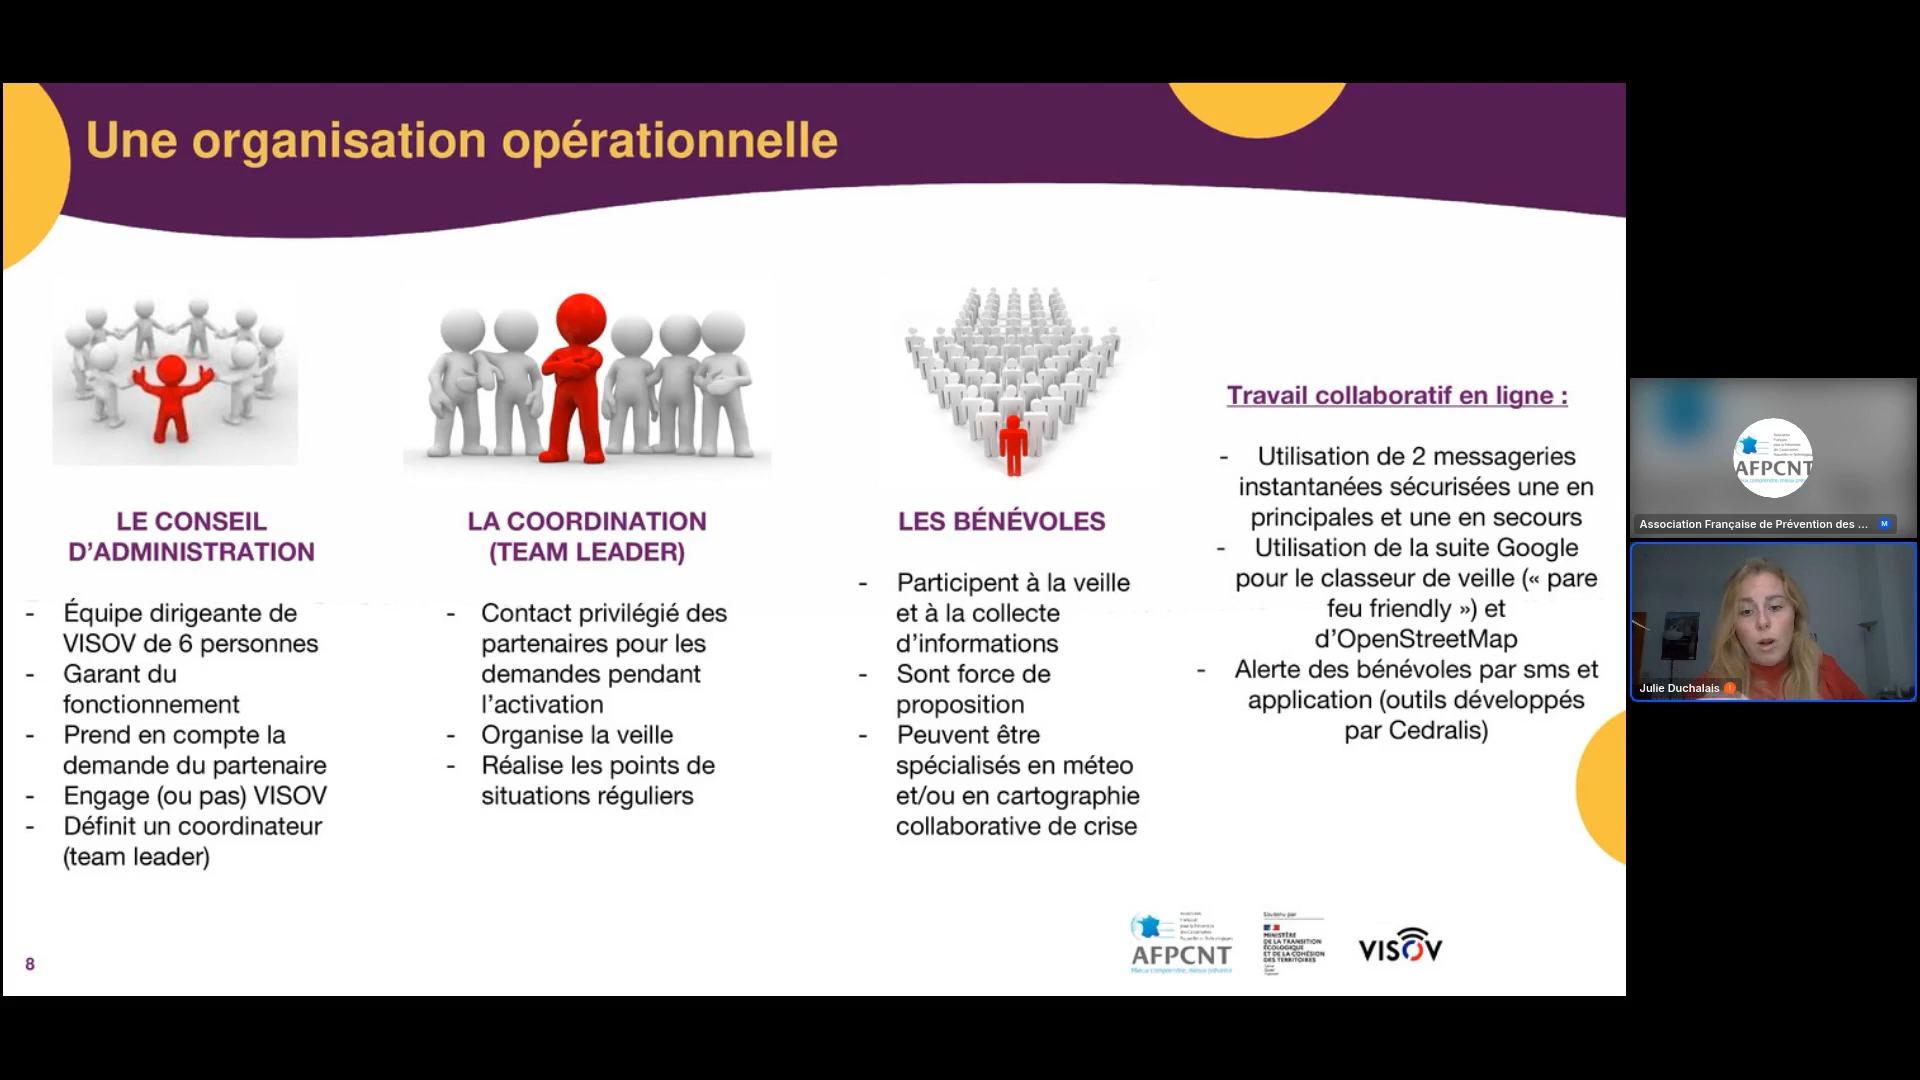 Une organisation opérationnelle
LE CONSEIL
D’ADMINISTRATION
- Équipe dirigeante de
VISOV de 6 personnes
- Garant du
fonctionnement
- Prend en compte la
demande du partenaire
- Engage (ou pas) VISOV
- Définit un coordinateur
(team leader)
LA COORDINATION
(TEAM LEADER)
- Contact privilégié des
partenaires pour les
demandes pendant
l’activation
- Organise la veille
- Réalise les points de
situations réguliers
LES BÉNÉVOLES
- Participent à la veille
et à la collecte
d’informations
- Sont force de
proposition
- Peuvent être
spécialisés en méteo
et/ou en cartographie
collaborative de crise
Travail collaboratif en ligne :
- Utilisation de 2 messageries
instantanées sécurisées une en
principales et une en secours
- Utilisation de la suite Google
pour le classeur de veille (« pare
feu friendly ») et
d’OpenStreetMap
- Alerte des bénévoles par sms et
application (outils développés
par Cedralis)
AFPCNT
Association Française de Prévention des ...
M
Julie Duchalais
8
AFPCNT
Mieux comprendre, mieux prévenir
Soutenu par
MINISTÈRE
DE LA TRANSITION
ÉCOLOGIQUE
ET DE LA COHÉSION
DES TERRITOIRES
VISOV